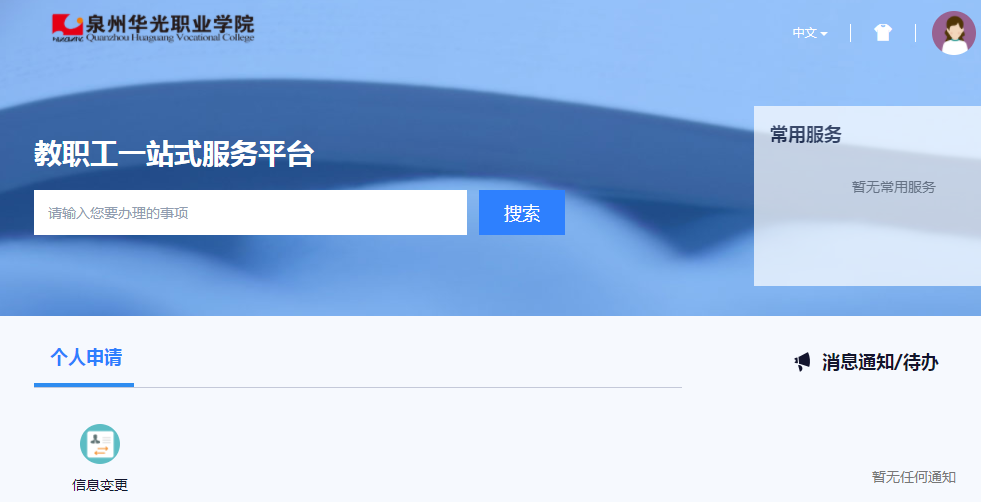 泉州华光职业学院
Quanzhou Huaguang Vocational College
中文
教职工一站式服务平台
请输入您要办理的事项
搜索
常用服务
暂无常用服务
个人申请
信息变更
消息通知/待办
暂无任何通知